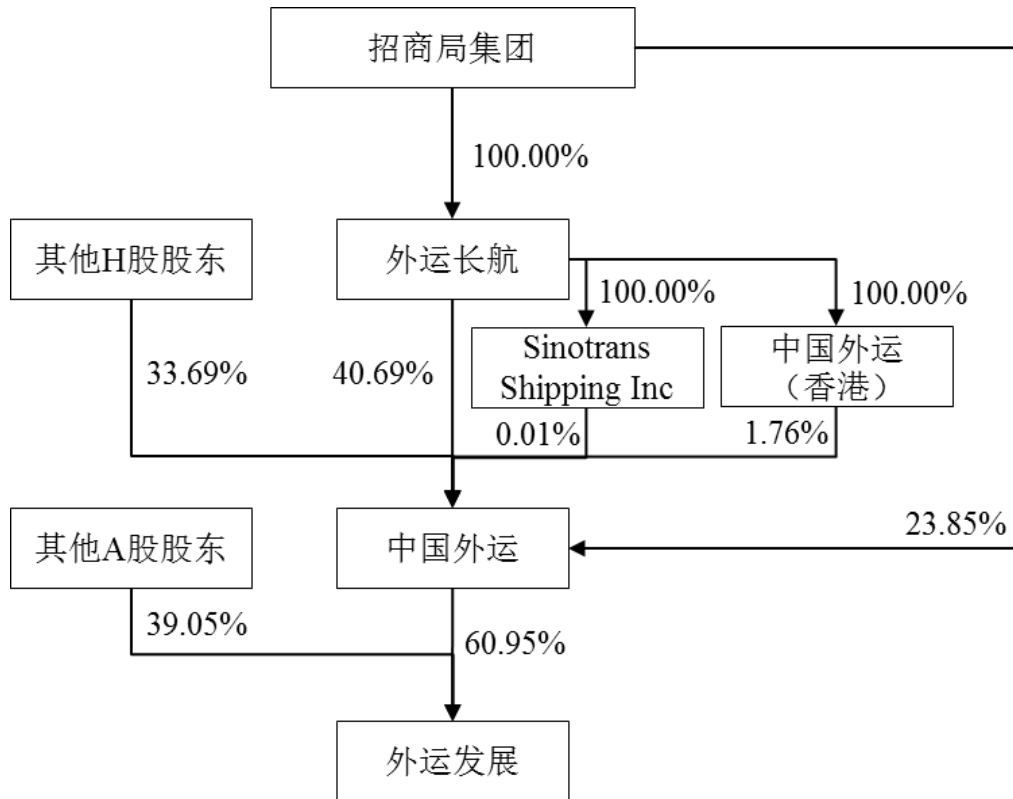 招商局集团
100.00%
其他H股股东
外运长航
100.00%
100.00%
Sinotrans
Shipping Inc
中国外运
（香港）
33.69%
40.69%
0.01%
1.76%
其他A股股东
中国外运
23.85%
39.05%
60.95%
外运发展